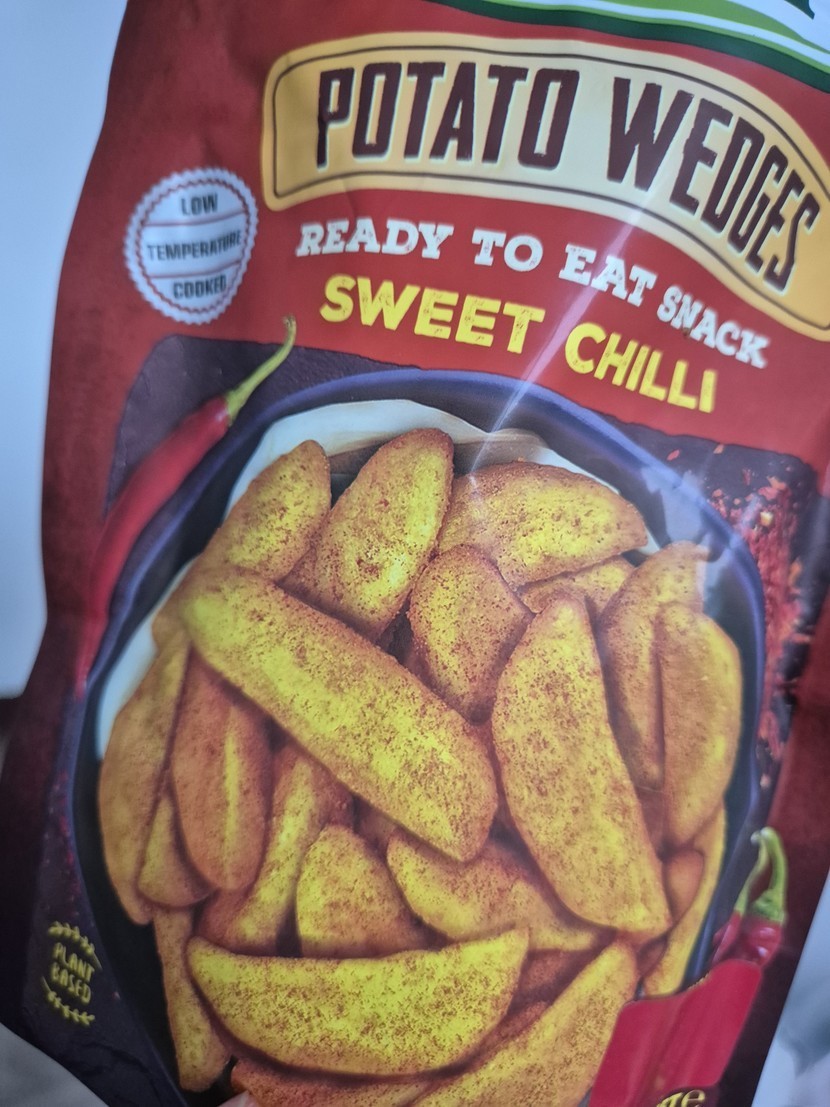 POTATO WEDGES
LOW
TEMPERATURE
COOKED
READY TO EAT SNACK
SWEET CHILLI
PLANT
BASED